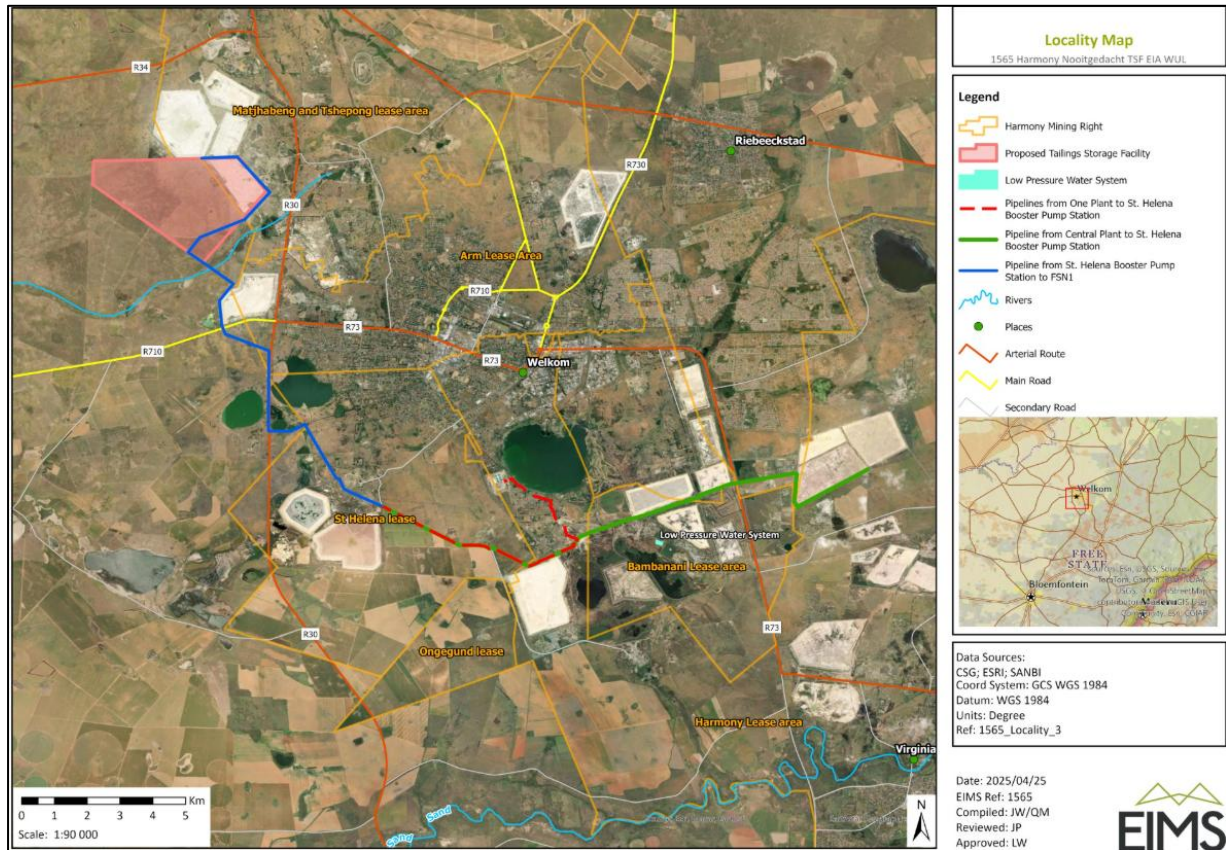 R34
Matjhabeng and Tshepong lease area
Riebeeckstad
R730
R30
Arm Lease Area
R710
R73
R710
R73
Welkom
St Helena lease
Low Pressure Water System
Bambanani Lease area
R30
Ongegund lease
R73
Harmony Lease area
Virginia
Sand
Sand
Km
0 1 2 3 4 5
Scale: 1:90 000
N
Locality Map
1565 Harmony Nooitgedacht TSF EIA WUL
Legend
Harmony Mining Right
Proposed Tailings Storage Facility
Low Pressure Water System
Pipelines from One Plant to St. Helena
Booster Pump Station
Pipeline from Central Plant to St. Helena
Booster Pump Station
Pipeline from St. Helena Booster Pump
Station to FSN1
Rivers
Places
Arterial Route
Main Road
Secondary Road
Welkom
FREE
STATE
Bloemfontein
Data Sources:
CSG; ESRI; SANBI
Coord System: GCS WGS 1984
Datum: WGS 1984
Units: Degree
Ref: 1565_Locality_3
Date: 2025/04/25
EIMS Ref: 1565
Compiled: JW/QM
Reviewed: JP
Approved: LW
EIMS